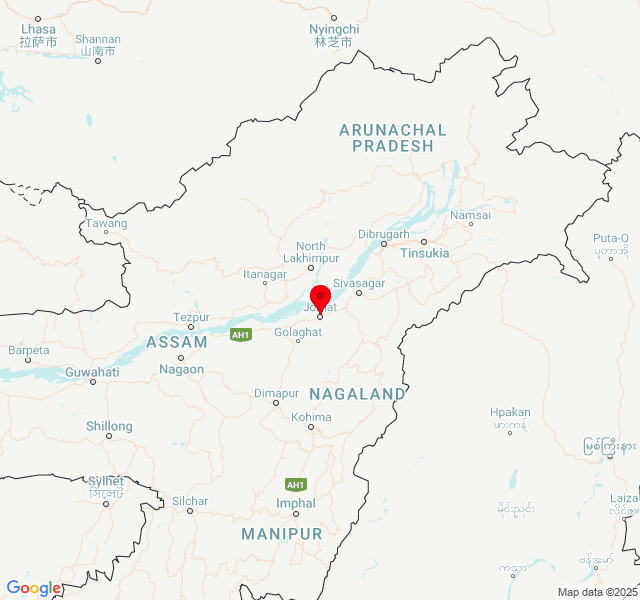 Lhasa
拉萨市
Shannan
山南市
Nyingchi
林芝市
ARUNACHAL
PRADESH
Tawang
Namsai
Dibrugarh
Tinsukia
Puta-O
ပူတာအို
North
Lakhimpur
Itanagar
Sivasagar
Tezpur
AH1
Golaghat
ASSAM
Barpeta
Nagaon
Guwahati
Dimapur
NAGALAND
Kohima
Hpakan
ဖားကန့်
Shillong
မြစ်ကြီးနား
Sylhet
সিলেট
AH1
Silchar
Imphal
MANIPUR
Laiza
Google
Map data ©2025